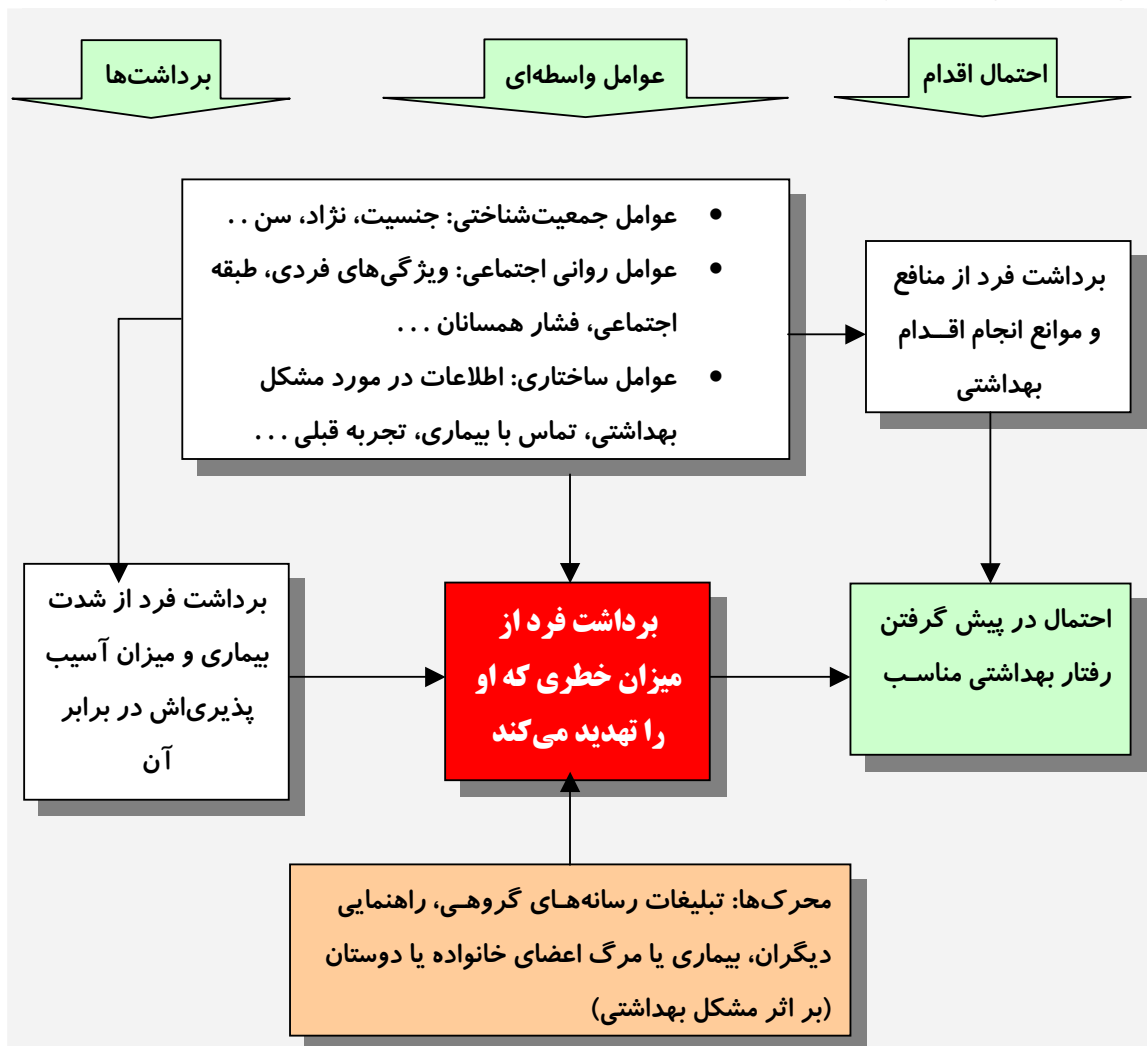 احتمال اقدام
عوامل واسطه‌ای
برداشت‌ها
• عوامل جمعیت‌شناختی: جنسیت، نژاد، سن . .
• عوامل روانی اجتماعی: ویژگی‌های فردی، طبقه
اجتماعی، فشار همسانان . . .
• عوامل ساختاری: اطلاعات در مورد مشکل
بهداشتی، تماس با بیماری، تجربه قبلی . . .
برداشت فرد از منافع
و موانع انجام اقــدام
بهداشتی
احتمال در پیش گرفتن
رفتار بهداشتی مناسـب
برداشت فرد از
میزان خطری که او
را تهدید می‌کند
برداشت فرد از شدت
بیماری و میزان آسیب
پذیری‌اش در برابر
آن
محرک‌ها: تبلیغات رسانه‌هـای گروهـی، راهنمایی
دیگران، بیماری یا مرگ اعضای خانواده یا دوستان
(بر اثر مشکل بهداشتی)